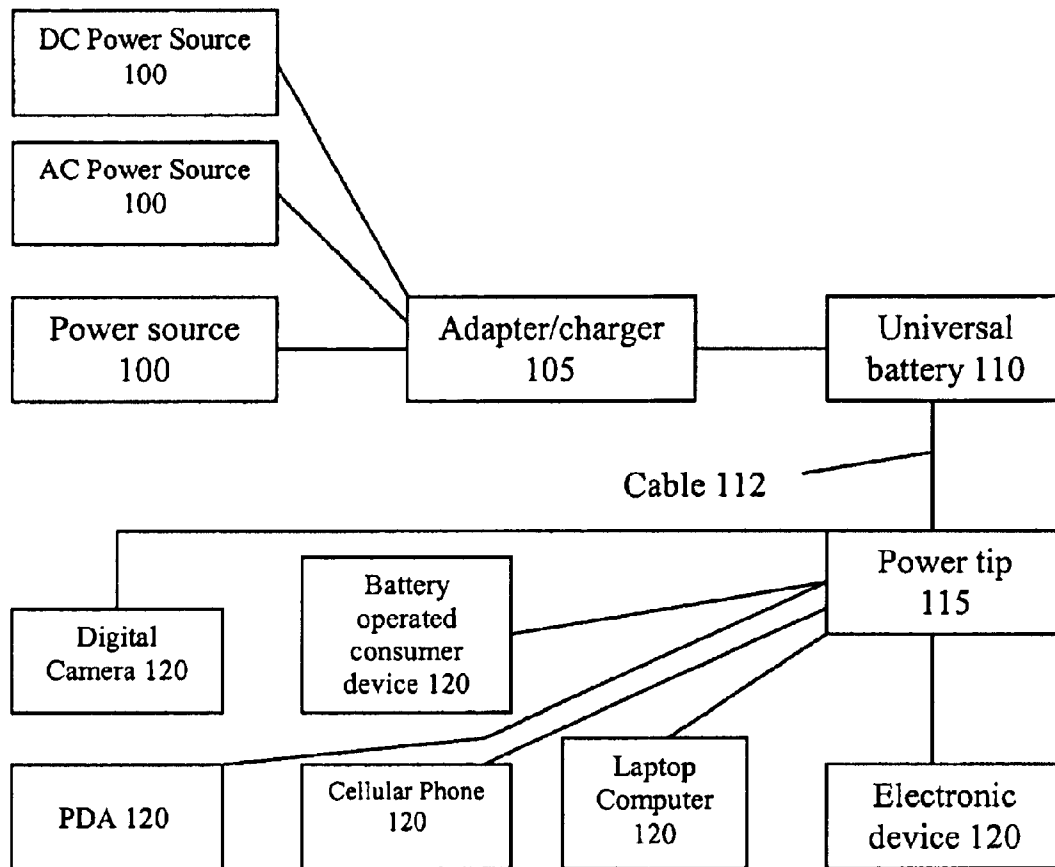 DC Power Source
100
AC Power Source
100
Power source
100
Adapter/charger
105
Universal
battery 110
Cable 112
Power tip
115
Digital
Camera 120
Battery
operated
consumer
device 120
PDA 120
Cellular Phone
120
Laptop
Computer
120
Electronic
device 120